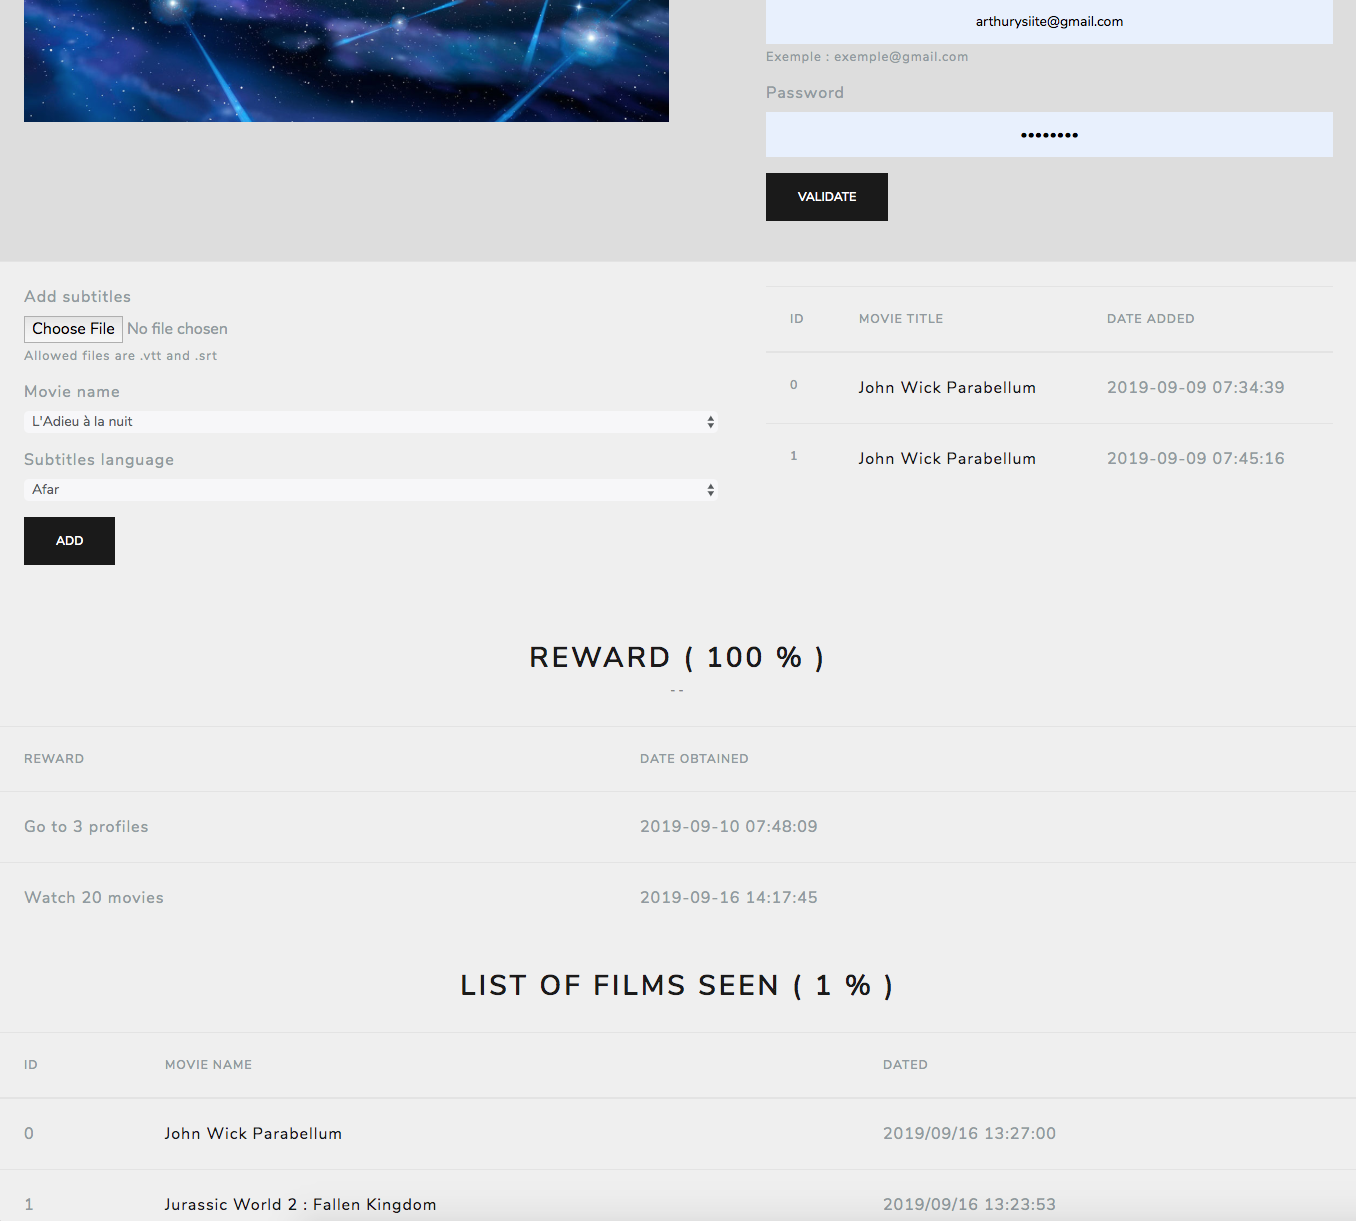 arthurysiite@gmail.com
Exemple : exemple@gmail.com
Password
••••••••
VALIDATE
Add subtitles
Choose File No file chosen
Allowed files are .vtt and .srt
Movie name
L'Adieu à la nuit
Subtitles language
Afar
ADD
ID MOVIE TITLE DATE ADDED
0 John Wick Parabellum 2019-09-09 07:34:39
1 John Wick Parabellum 2019-09-09 07:45:16
REWARD ( 100 % )
--
REWARD DATE OBTAINED
Go to 3 profiles 2019-09-10 07:48:09
Watch 20 movies 2019-09-16 14:17:45
LIST OF FILMS SEEN ( 1 % )
ID MOVIE NAME DATED
0 John Wick Parabellum 2019/09/16 13:27:00
1 Jurassic World 2 : Fallen Kingdom 2019/09/16 13:23:53